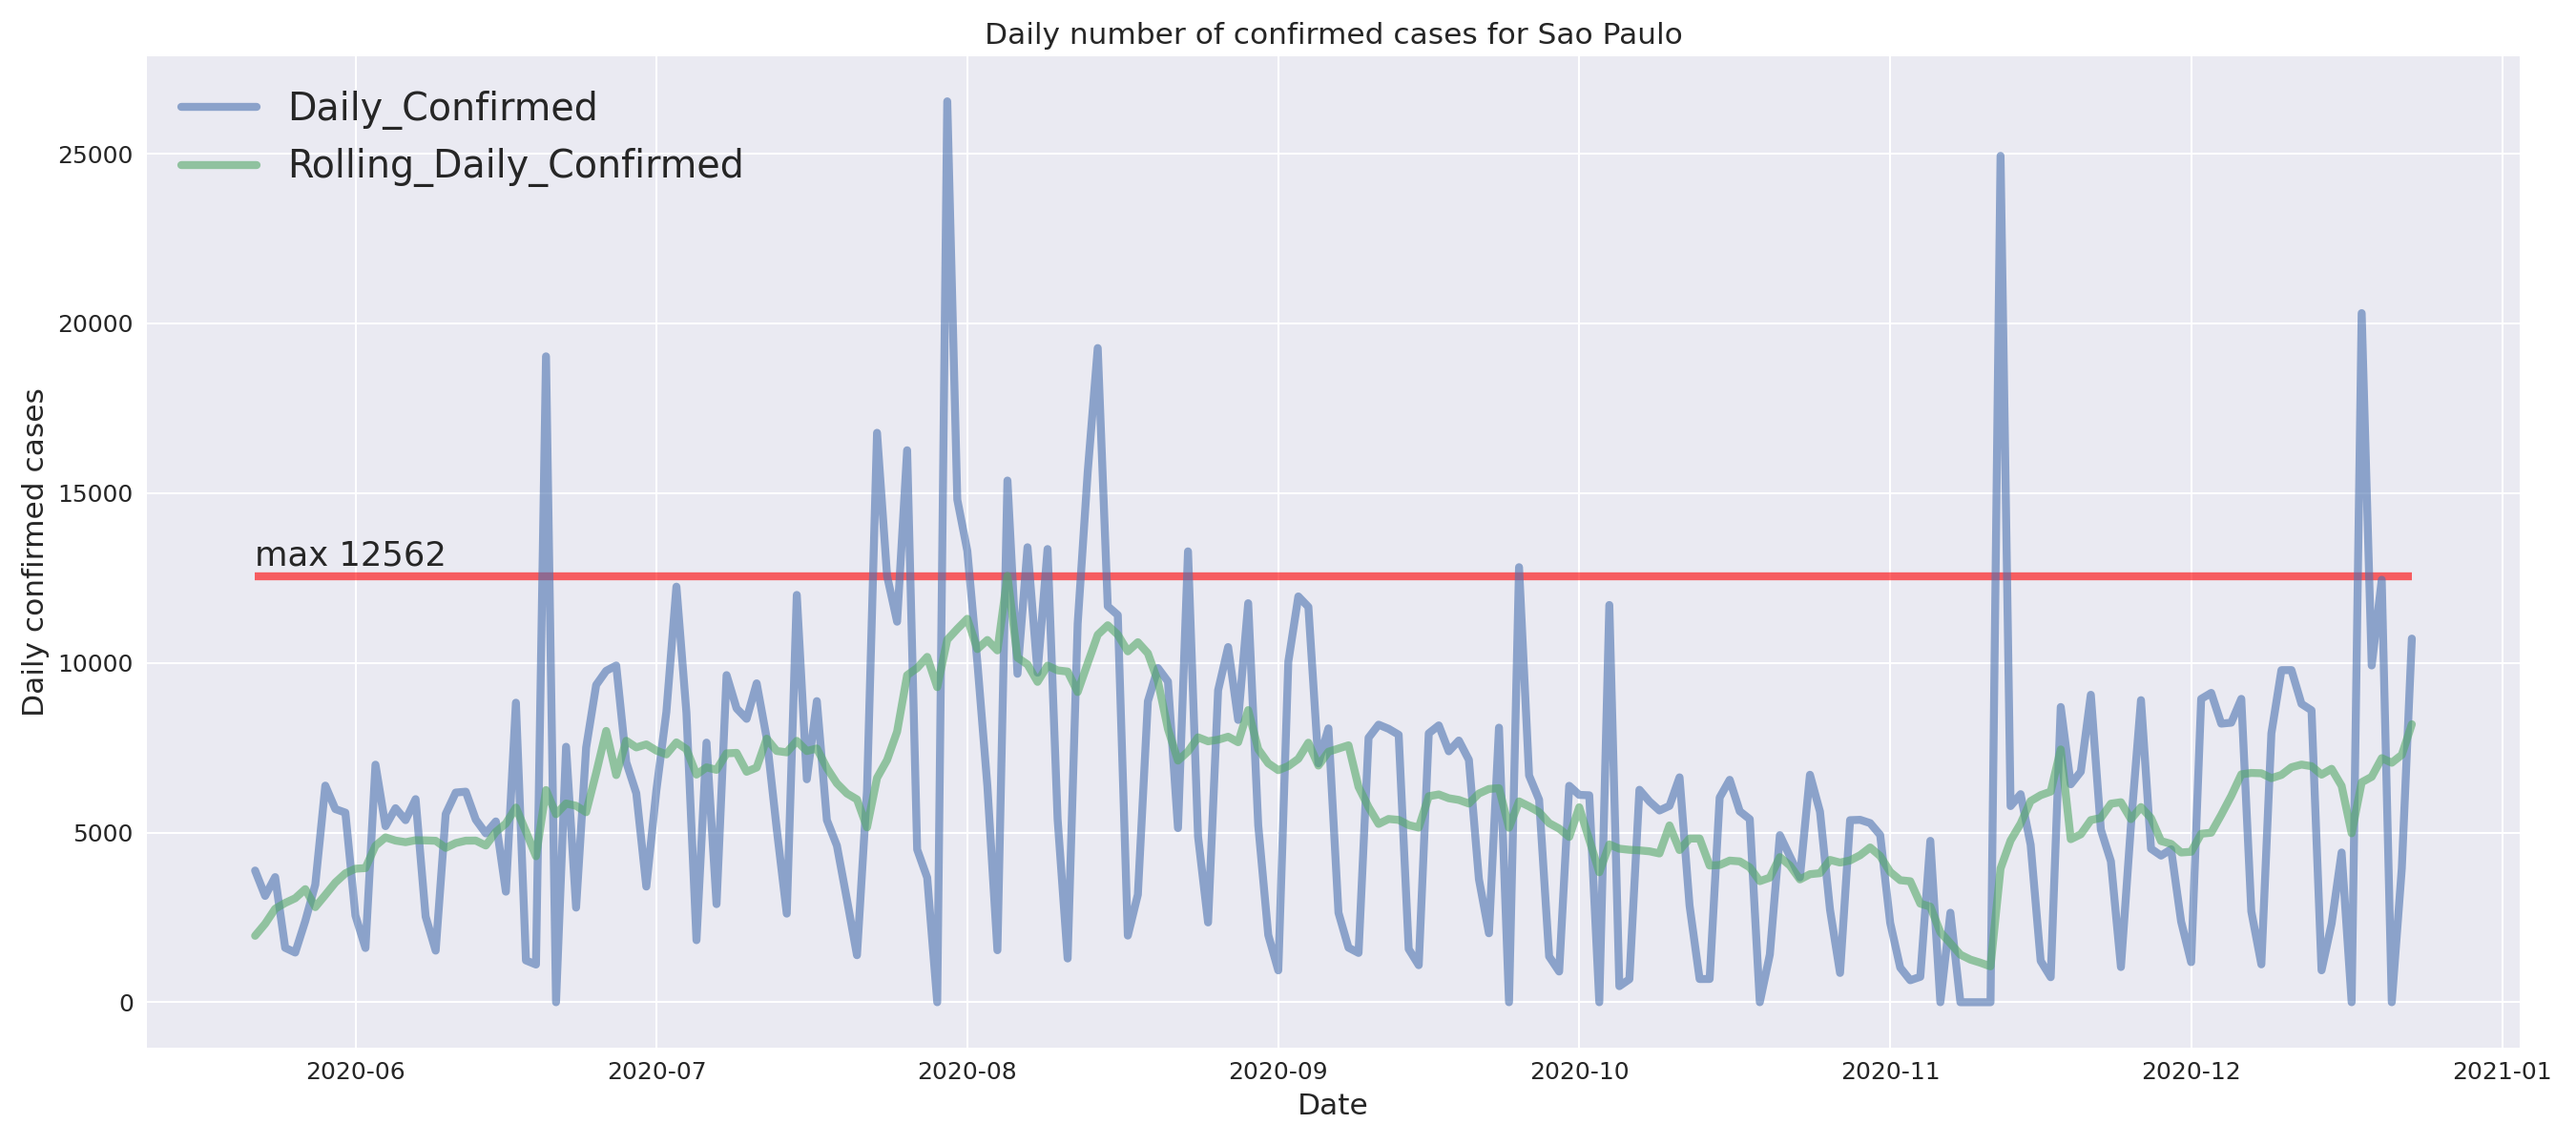 Daily number of confirmed cases for Sao Paulo
Daily_Confirmed
Rolling_Daily_Confirmed
25000
20000
15000
10000
5000
0
Daily confirmed cases
max 12562
2020-06 2020-07 2020-08 2020-09 2020-10 2020-11 2020-12 2021-01
Date